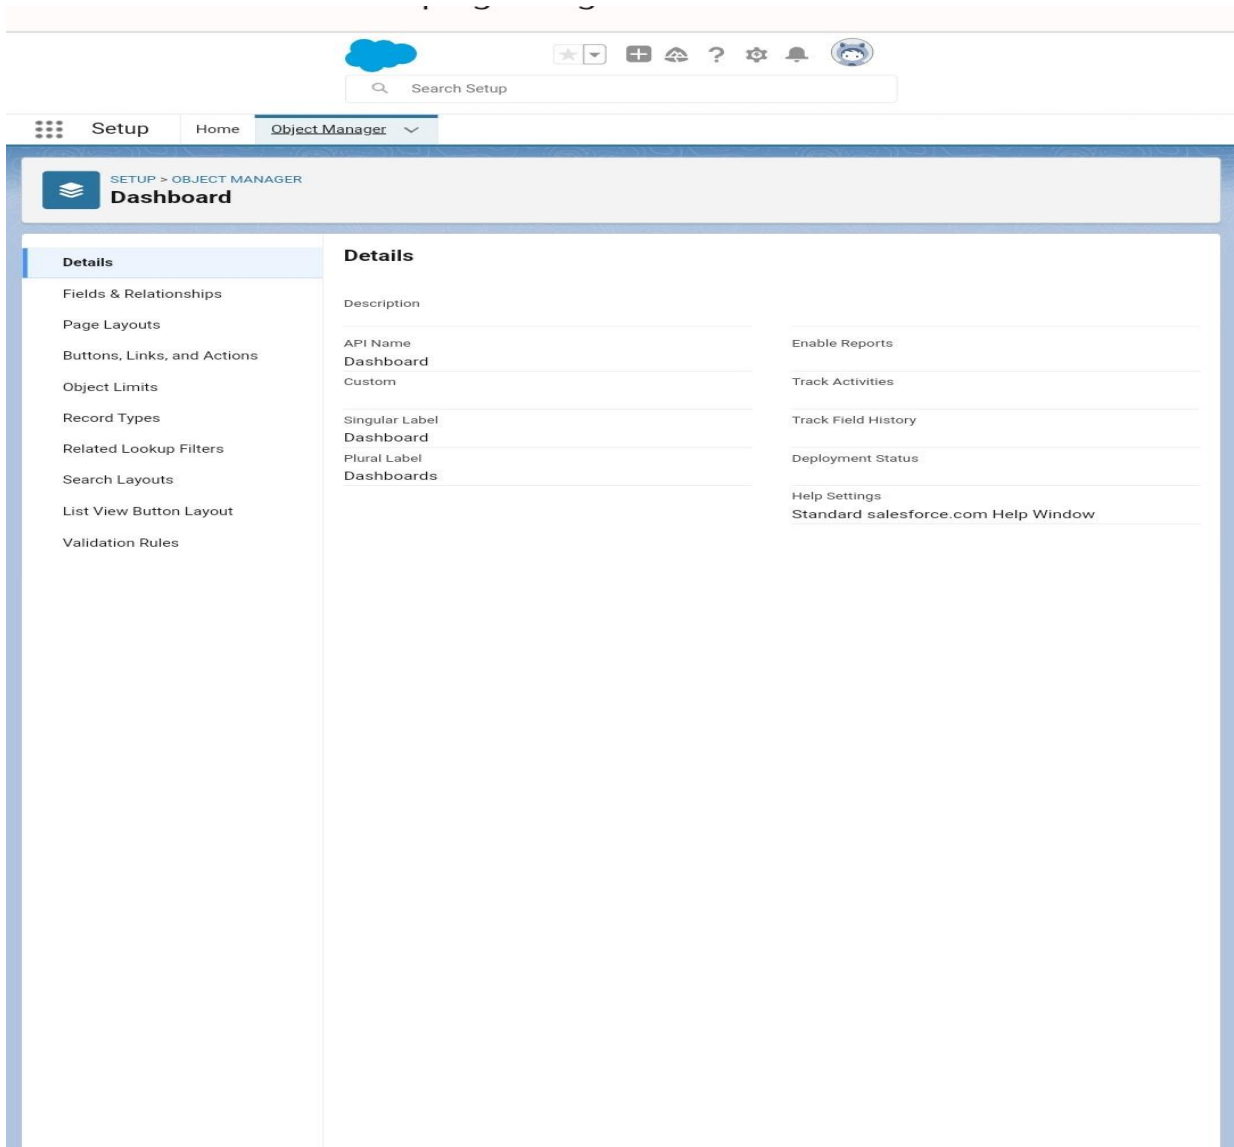 Search Setup
Setup
Home
Object Manager
SETUP > OBJECT MANAGER
Dashboard
Details
Fields & Relationships
Page Layouts
Buttons, Links, and Actions
Object Limits
Record Types
Related Lookup Filters
Search Layouts
List View Button Layout
Validation Rules
Details
Description
API Name
Dashboard
Custom
Singular Label
Dashboard
Plural Label
Dashboards
Enable Reports
Track Activities
Track Field History
Deployment Status
Help Settings
Standard salesforce.com Help Window